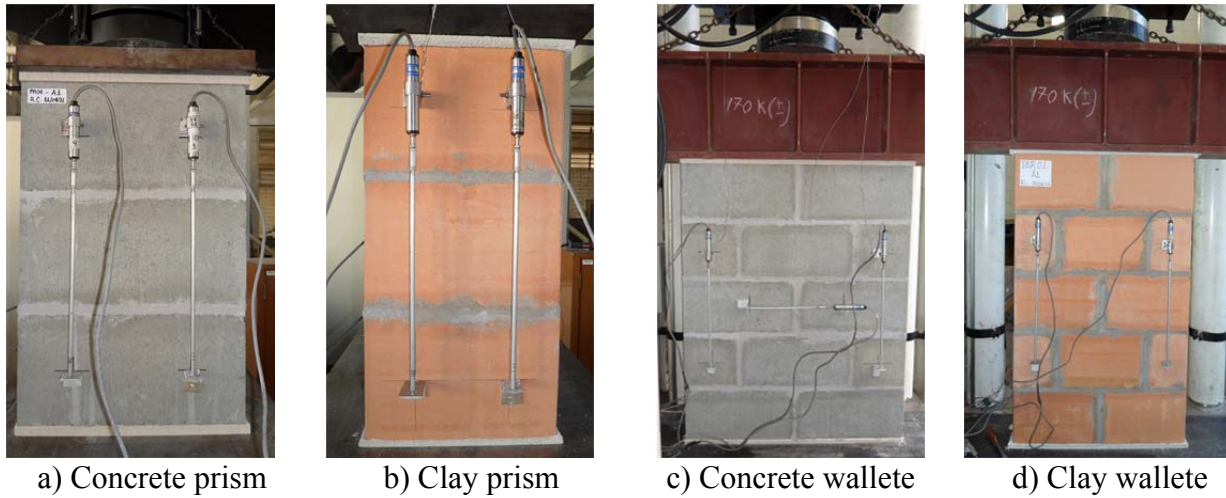 170 K (±)
170 K (±)
a) Concrete prism
b) Clay prism
c) Concrete wallete
d) Clay wallete